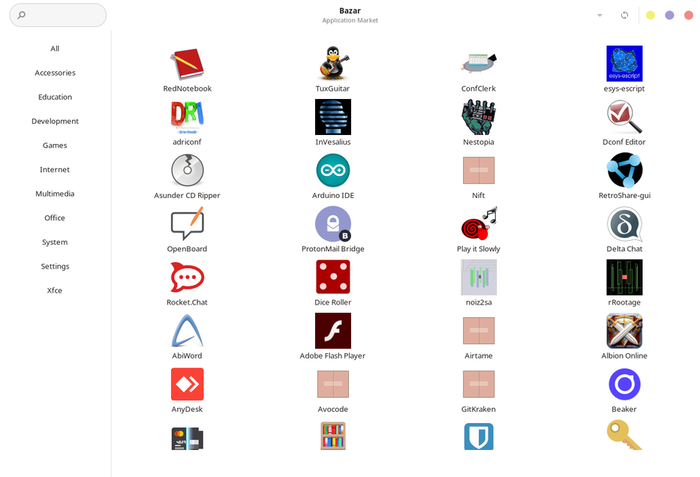 Bazar
Application Market
All
Accessories
Education
Development
Games
Internet
Multimedia
Office
System
Settings
Xfce
RedNotebook
TuxGuitar
ConfClerk
esys-escript
esys-escript
adriconf
InVesalius
Nestopia
Dconf Editor
Asunder CD Ripper
Arduino IDE
Nift
RetroShare-gui
OpenBoard
ProtonMail Bridge
Play it Slowly
Delta Chat
Rocket.Chat
Dice Roller
noiz2sa
rRootage
AbiWord
Adobe Flash Player
Airtame
Albion Online
AnyDesk
Avocode
GitKraken
Beaker